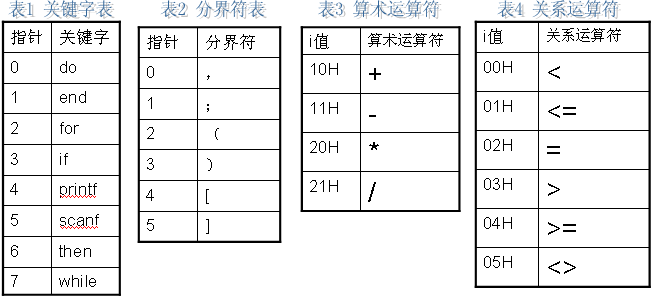 表1 关键字表
指针 关键字
0 do
1 end
2 for
3 if
4 printf
5 scanf
6 then
7 while
表2 分界符表
指针 分界符
0 ，
1 ；
2 （
3 ）
4 [
5 ]
表3 算术运算符
i值 算术运算符
10H +
11H -
20H *
21H /
表4 关系运算符
i值 关系运算符
00H <
01H <=
02H =
03H >
04H >=
05H <>